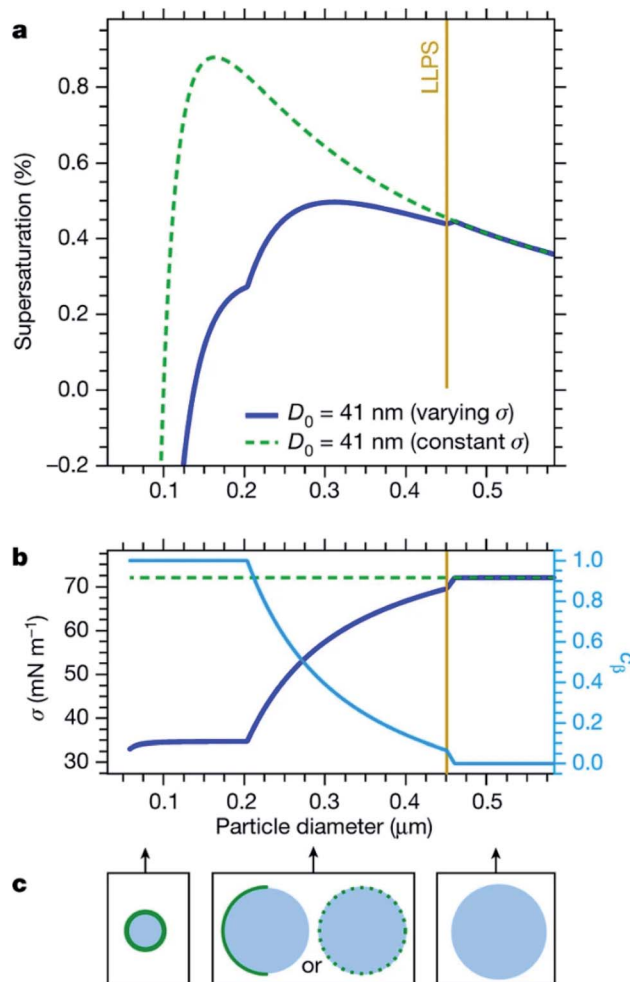 a
Supersaturation (%)
0.8
0.6
0.4
0.2
0.0
−0.2
LLPS
D0 = 41 nm (varying σ)
D0 = 41 nm (constant σ)
0.1 0.2 0.3 0.4 0.5
b
σ (mN m−1)
70
60
50
40
30
1.0
0.8
0.6
0.4
0.2
0.0
cβ
0.1 0.2 0.3 0.4 0.5
Particle diameter (μm)
c
or